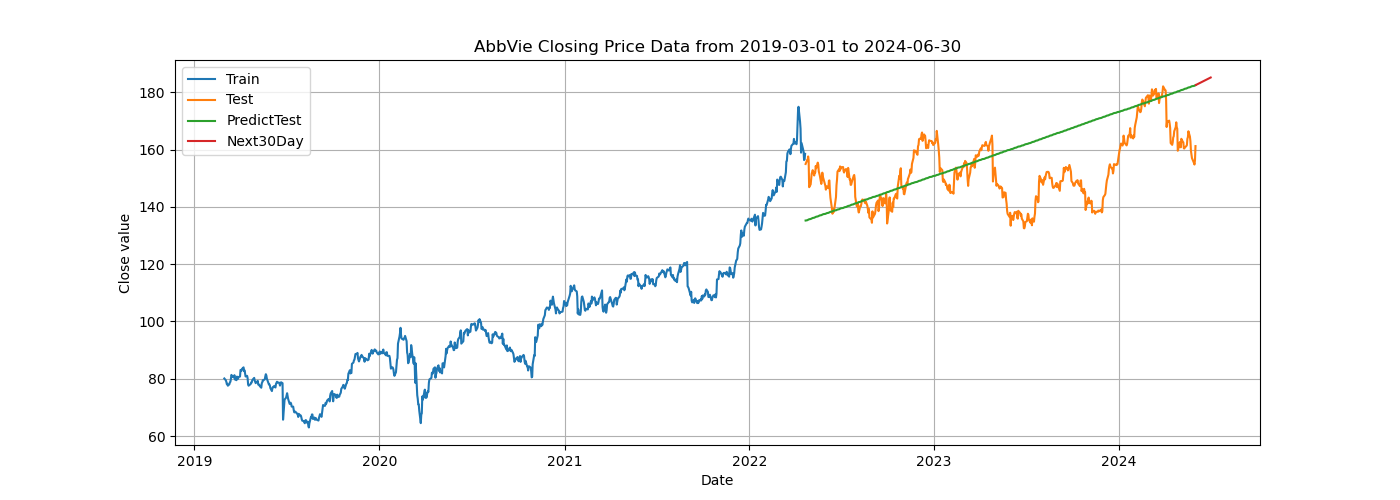 AbbVie Closing Price Data from 2019-03-01 to 2024-06-30
Train
Test
PredictTest
Next30Day
Close value
180
160
140
120
100
80
60
2019 2020 2021 2022 2023 2024
Date